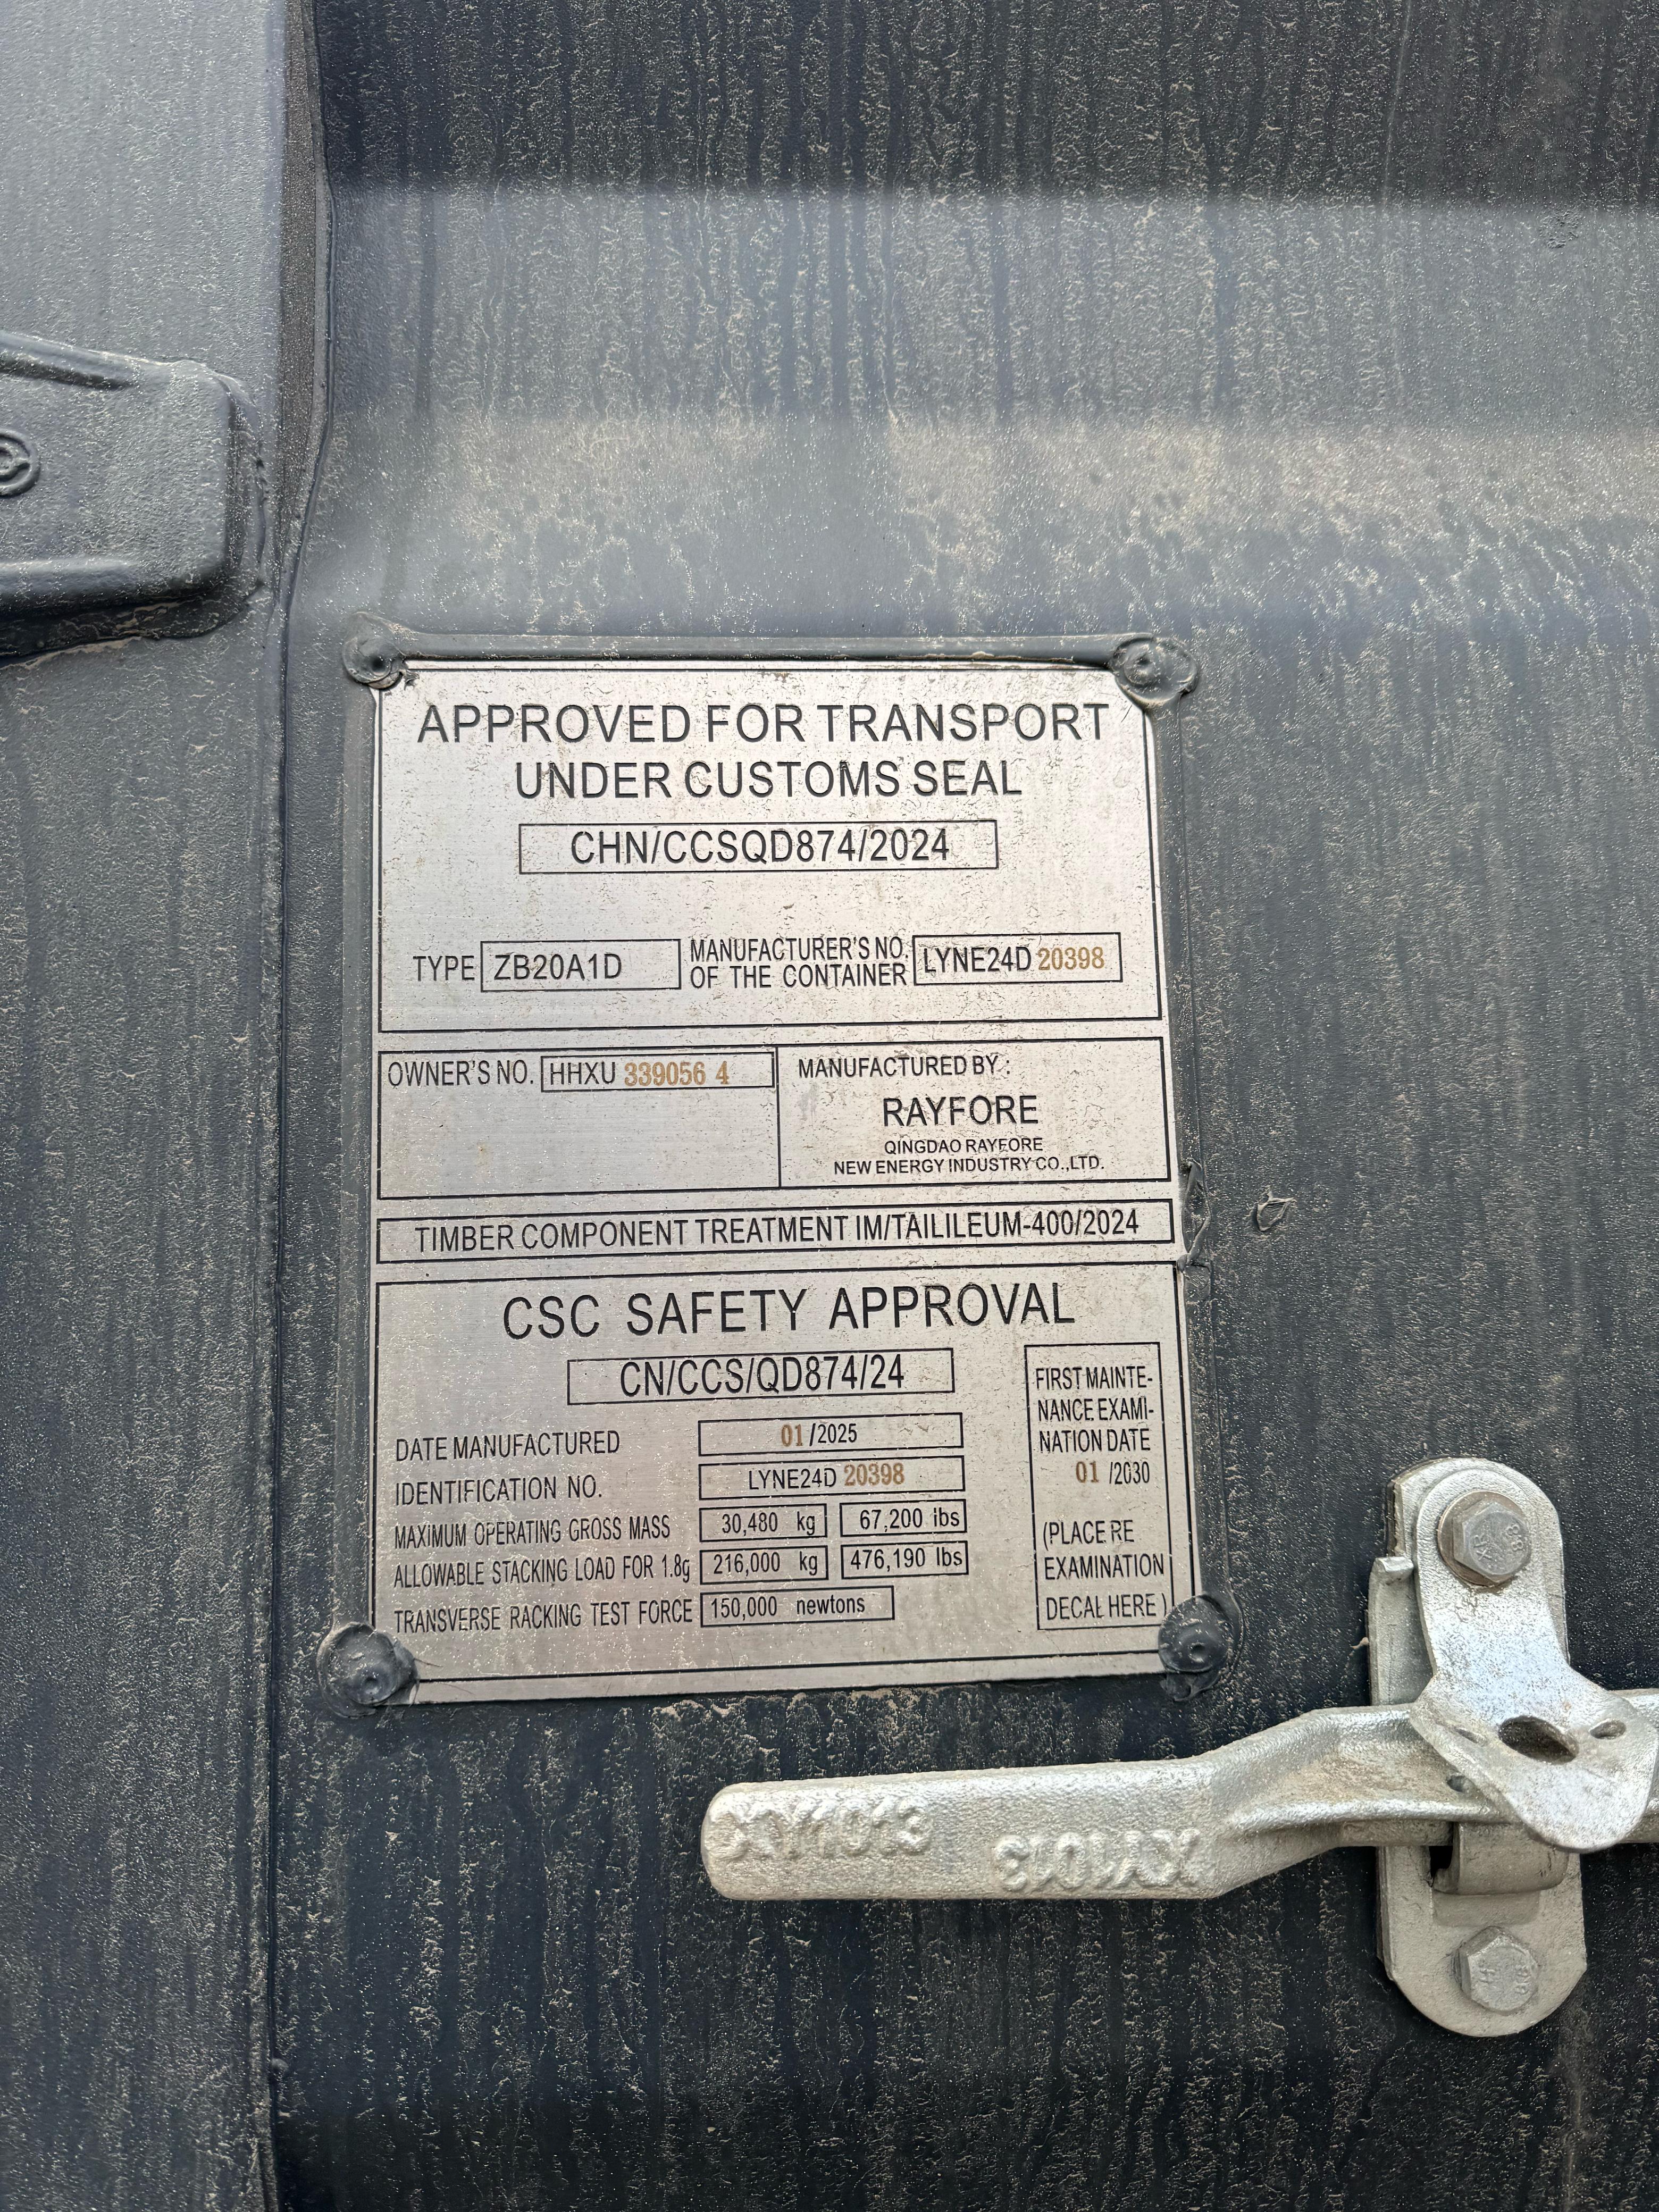 APPROVED FOR TRANSPORT
UNDER CUSTOMS SEAL
CHN/CCSQD874/2024
TYPE ZB20A1D MANUFACTURER'S NO. OF THE CONTAINER LYNE24D 20398
OWNER'S NO. HHXU 339056 4
MANUFACTURED BY :
RAYFORE
QINGDAO RAYFORE
NEW ENERGY INDUSTRY CO.,LTD.
TIMBER COMPONENT TREATMENT IM/TAILILEUM-400/2024
CSC SAFETY APPROVAL
CN/CCS/QD874/24
DATE MANUFACTURED 01 /2025
IDENTIFICATION NO. LYNE24D 20398
MAXIMUM OPERATING GROSS MASS 30,480 kg 67,200 lbs
ALLOWABLE STACKING LOAD FOR 1.8g 216,000 kg 476,190 lbs
TRANSVERSE RACKING TEST FORCE 150,000 newtons
FIRST MAINTE-
NANCE EXAMI-
NATION DATE
01 /2030
(PLACE RE
EXAMINATION
DECAL HERE )
XY1013 XY1013